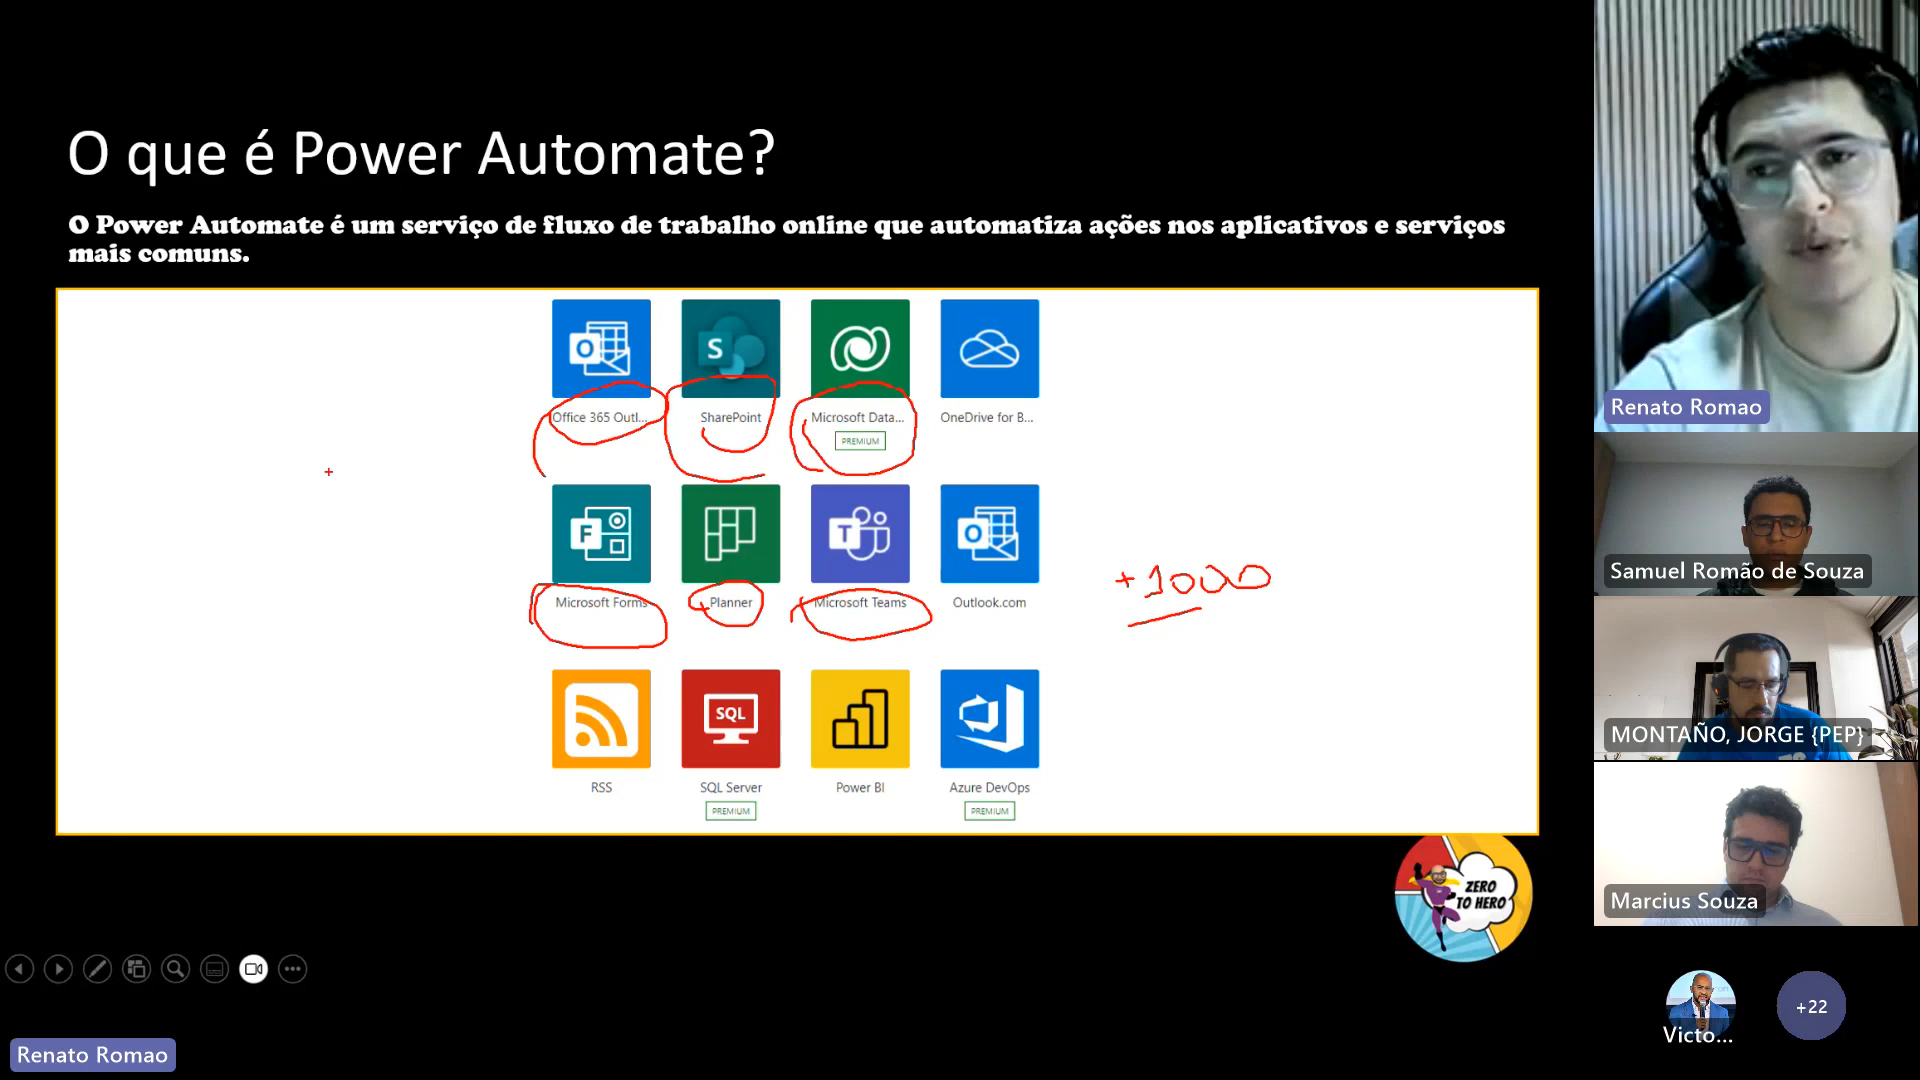 O que é Power Automate?
O Power Automate é um serviço de fluxo de trabalho online que automatiza ações nos aplicativos e serviços
mais comuns.
Office 365 Outl...
SharePoint
Microsoft Data...
OneDrive for B...
PREMIUM
Microsoft Forms
Planner
Microsoft Teams
Outlook.com
+1000
SQL
RSS
SQL Server
Power BI
Azure DevOps
PREMIUM
PREMIUM
ZERO
TO HERO
Renato Romao
Renato Romao
Samuel Romão de Souza
MONTAÑO, JORGE {PEP}
Marcius Souza
Victo...
+22